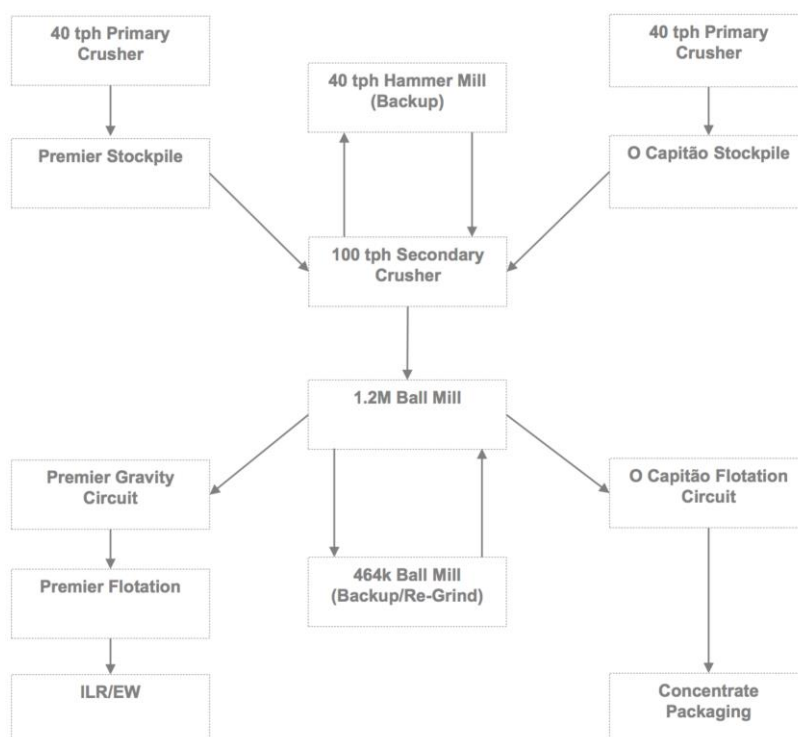 40 tph Primary
Crusher
40 tph Hammer Mill
(Backup)
40 tph Primary
Crusher
Premier Stockpile
O Capitão Stockpile
100 tph Secondary
Crusher
1.2M Ball Mill
Premier Gravity
Circuit
O Capitão Flotation
Circuit
Premier Flotation
464k Ball Mill
(Backup/Re-Grind)
ILR/EW
Concentrate
Packaging